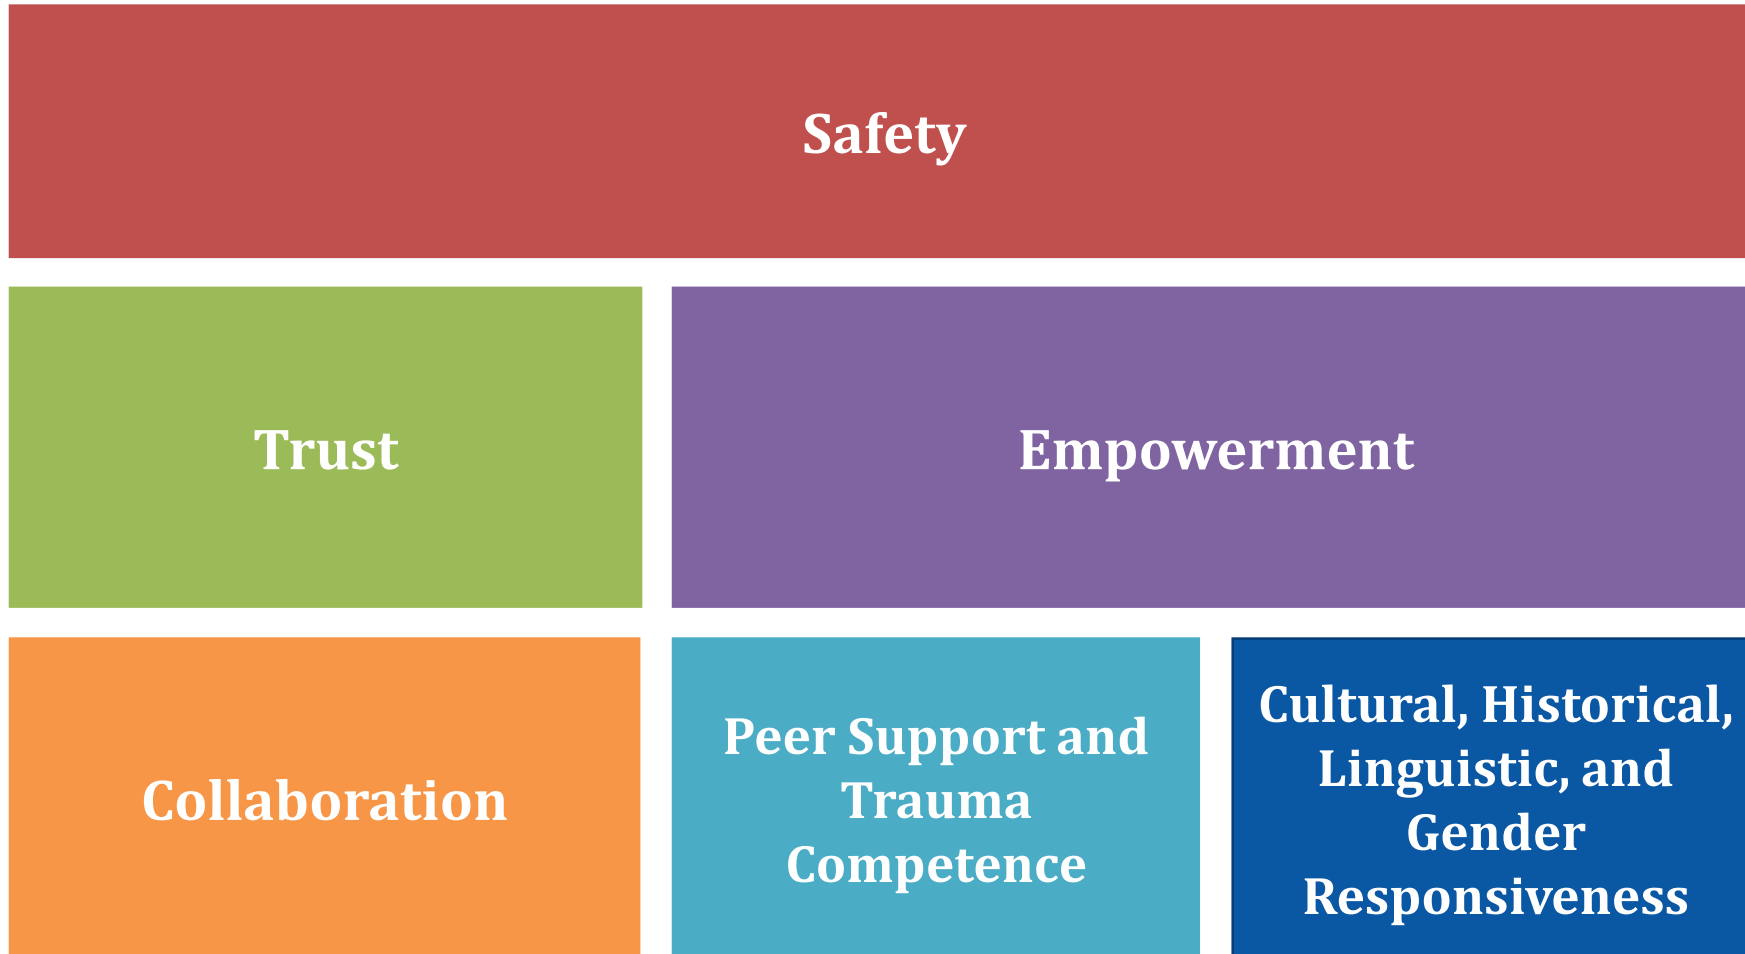 Safety
Trust
Empowerment
Collaboration
Peer Support and
Trauma
Competence
Cultural, Historical,
Linguistic, and
Gender
Responsiveness